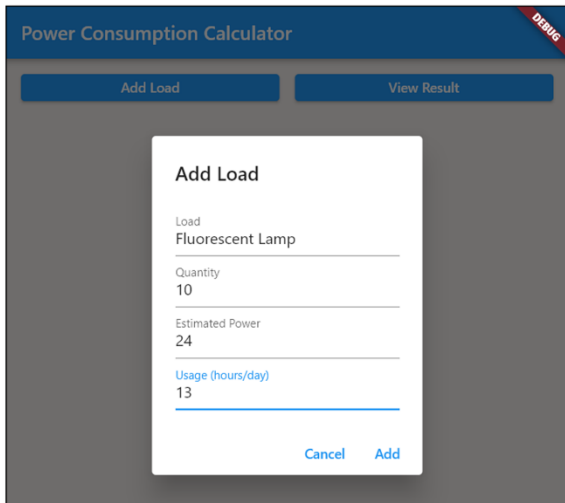 Power Consumption Calculator
DEBUG
Add Load
View Result
Add Load
Load
Fluorescent Lamp
Quantity
10
Estimated Power
24
Usage (hours/day)
13
Cancel Add